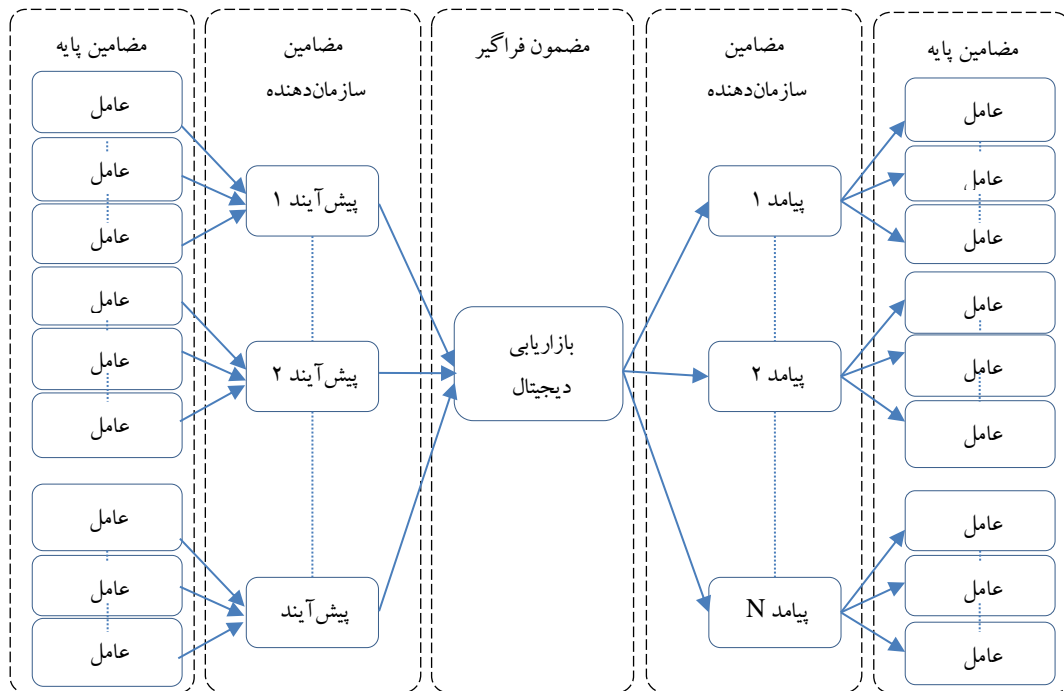 مضامین پایه
عامل
عامل
عامل
عامل
عامل
عامل
عامل
عامل
عامل
مضامین
سازمان‌دهنده
پیش‌آیند ۱
پیش‌آیند ۲
پیش‌آیند
مضمون فراگیر
بازاریابی
دیجیتال
مضامین
سازمان‌دهنده
پیامد ۱
پیامد ۲
پیامد N
مضامین پایه
عامل
عامل
عامل
عامل
عامل
عامل
عامل
عامل
عامل